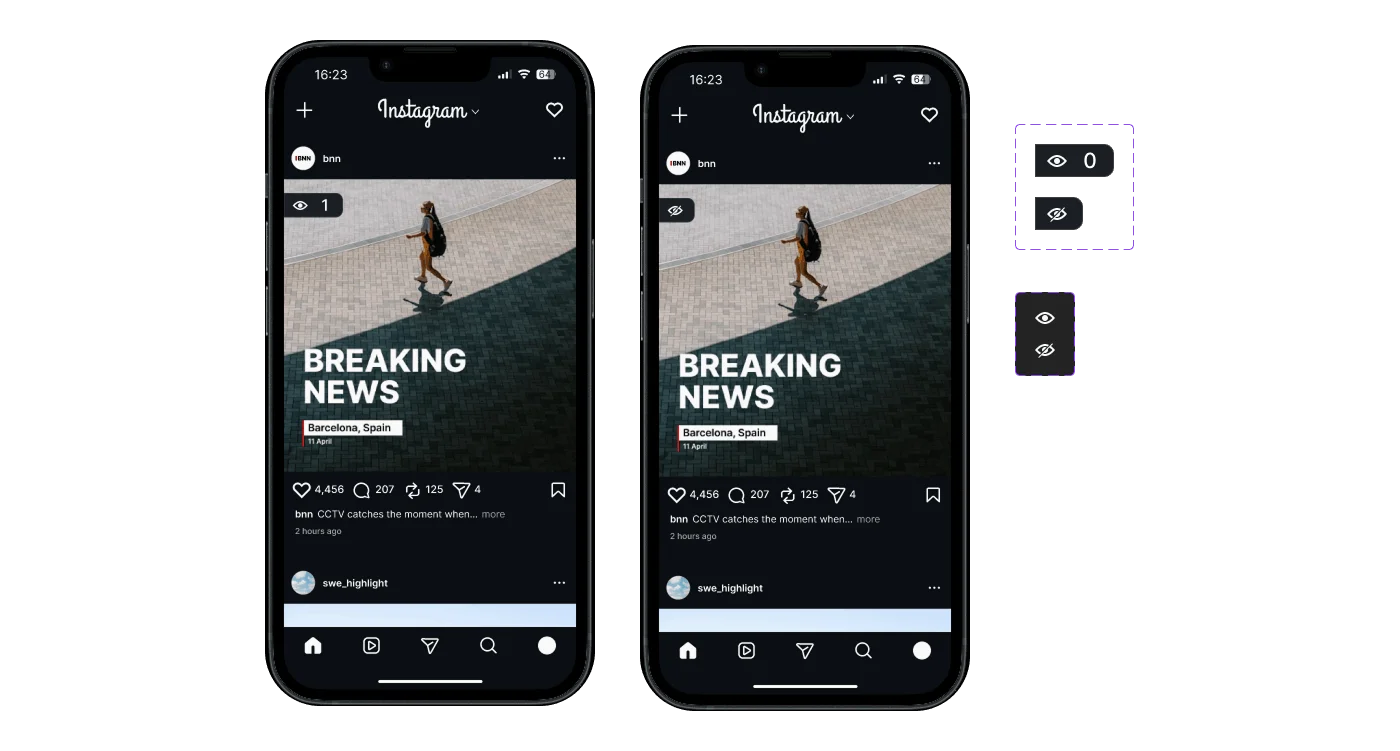 16:23
64
Instagram
BNN
bnn
1
BREAKING
NEWS
Barcelona, Spain
11 April
4,456 207 125 4
bnn CCTV catches the moment when... more
2 hours ago
swe_highlight
16:23
64
Instagram
BNN
bnn
BREAKING
NEWS
Barcelona, Spain
11 April
4,456 207 125 4
bnn CCTV catches the moment when... more
2 hours ago
swe_highlight
0